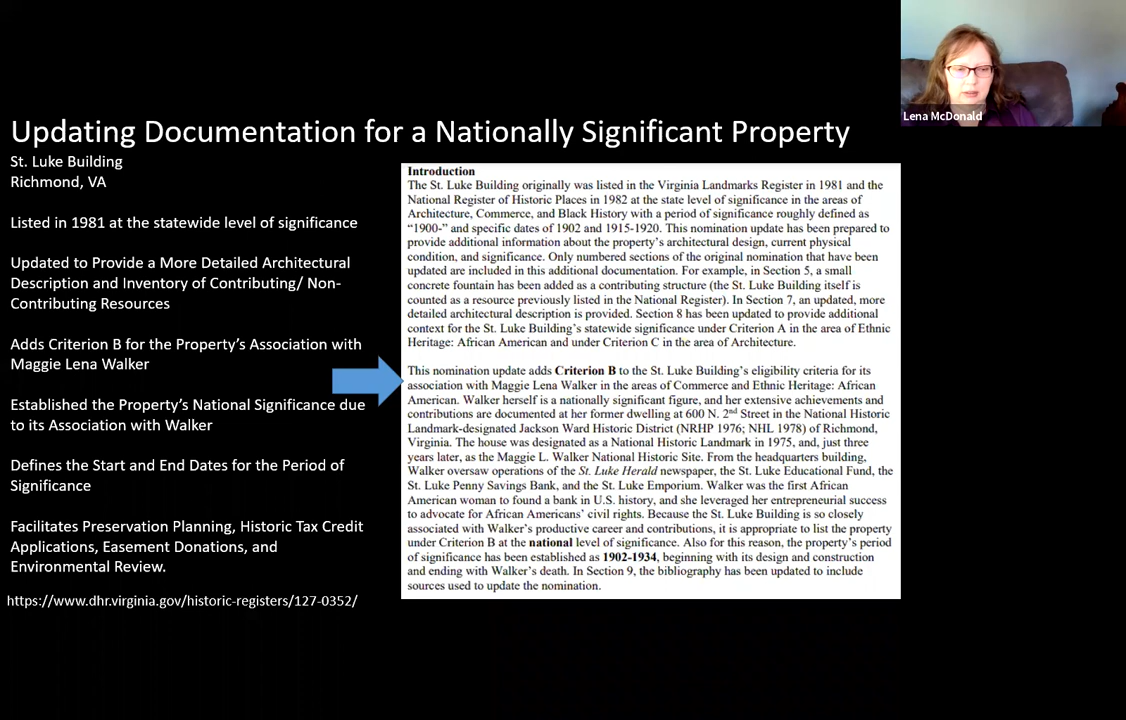 Lena McDonald
Updating Documentation for a Nationally Significant Property
St. Luke Building
Richmond, VA
Listed in 1981 at the statewide level of significance
Updated to Provide a More Detailed Architectural
Description and Inventory of Contributing/ Non-
Contributing Resources
Adds Criterion B for the Property's Association with
Maggie Lena Walker
Established the Property's National Significance due
to its Association with Walker
Defines the Start and End Dates for the Period of
Significance
Facilitates Preservation Planning, Historic Tax Credit
Applications, Easement Donations, and
Environmental Review.
https://www.dhr.virginia.gov/historic-registers/127-0352/
Introduction
The St. Luke Building originally was listed in the Virginia Landmarks Register in 1981 and the
National Register of Historic Places in 1982 at the state level of significance in the areas of
Architecture, Commerce, and Black History with a period of significance roughly defined as
"1900-" and specific dates of 1902 and 1915-1920. This nomination update has been prepared to
provide additional information about the property's architectural design, current physical
condition, and significance. Only numbered sections of the original nomination that have been
updated are included in this additional documentation. For example, in Section 5, a small
concrete fountain has been added as a contributing structure (the St. Luke Building itself is
counted as a resource previously listed in the National Register). In Section 7, an updated, more
detailed architectural description is provided. Section 8 has been updated to provide additional
context for the St. Luke Building's statewide significance under Criterion A in the area of Ethnic
Heritage: African American and under Criterion C in the area of Architecture.
This nomination update adds Criterion B to the St. Luke Building's eligibility criteria for its
association with Maggie Lena Walker in the areas of Commerce and Ethnic Heritage: African
American. Walker herself is a nationally significant figure, and her extensive achievements and
contributions are documented at her former dwelling at 600 N. 2nd Street in the National Historic
Landmark-designated Jackson Ward Historic District (NRHP 1976; NHL 1978) of Richmond,
Virginia. The house was designated as a National Historic Landmark in 1975, and, just three
years later, as the Maggie L. Walker National Historic Site. From the headquarters building,
Walker oversaw operations of the St. Luke Herald newspaper, the St. Luke Educational Fund, the
St. Luke Penny Savings Bank, and the St. Luke Emporium. Walker was the first African
American woman to found a bank in U.S. history, and she leveraged her entrepreneurial success
to advocate for African Americans' civil rights. Because the St. Luke Building is so closely
associated with Walker's productive career and contributions, it is appropriate to list the property
under Criterion B at the national level of significance. Also for this reason, the property's period
of significance has been established as 1902-1934, beginning with its design and construction
and ending with Walker's death. In Section 9, the bibliography has been updated to include
sources used to update the nomination.